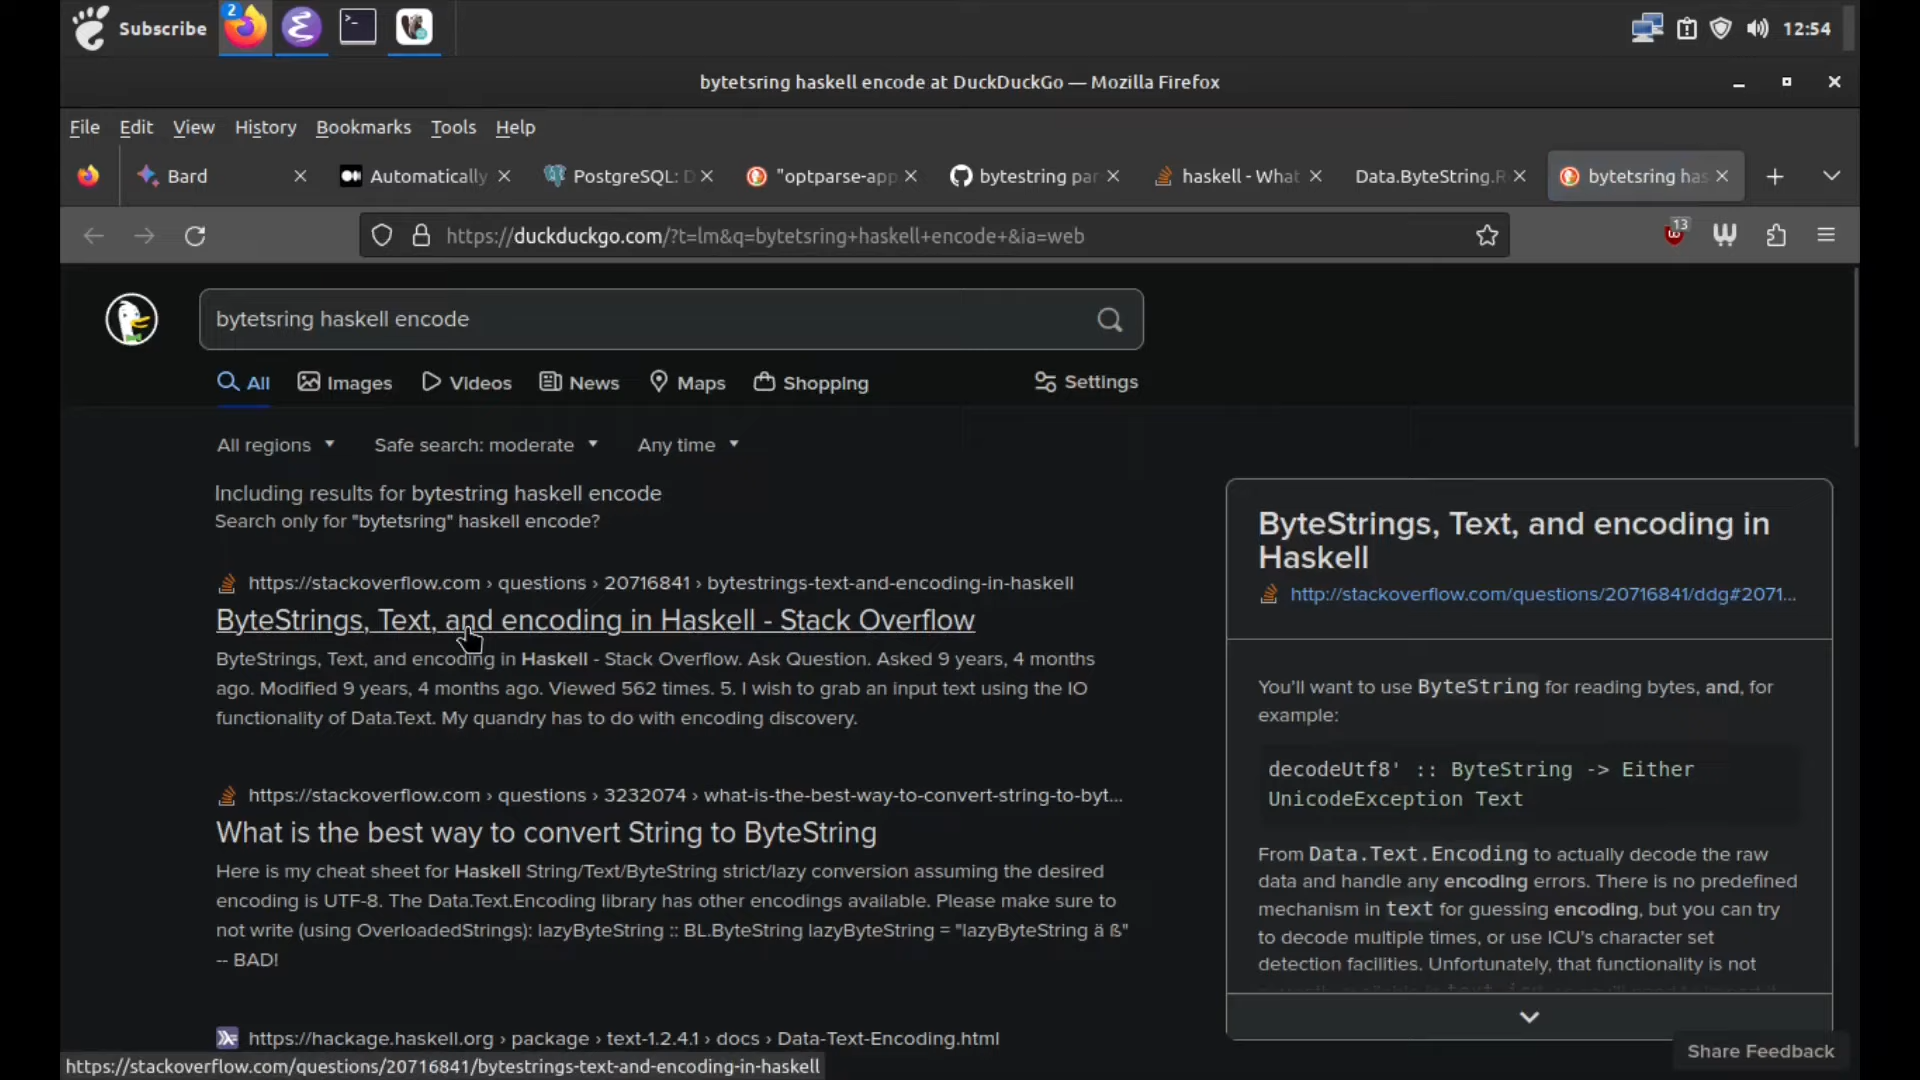 Subscribe
2
12:54
bytetsring haskell encode at DuckDuckGo — Mozilla Firefox
File Edit View History Bookmarks Tools Help
Bard
Automatically
PostgreSQL: D
"optparse-app
bytestring par
haskell - What
Data.ByteString.R
bytetsring has
https://duckduckgo.com/?t=lm&q=bytetsring+haskell+encode+&ia=web
13
bytetsring haskell encode
All Images Videos News Maps Shopping Settings
All regions Safe search: moderate Any time
Including results for bytestring haskell encode
Search only for "bytetsring" haskell encode?
https://stackoverflow.com › questions › 20716841 › bytestrings-text-and-encoding-in-haskell
ByteStrings, Text, and encoding in Haskell - Stack Overflow
ByteStrings, Text, and encoding in Haskell - Stack Overflow. Ask Question. Asked 9 years, 4 months
ago. Modified 9 years, 4 months ago. Viewed 562 times. 5. I wish to grab an input text using the IO
functionality of Data.Text. My quandry has to do with encoding discovery.
https://stackoverflow.com › questions › 3232074 › what-is-the-best-way-to-convert-string-to-byt...
What is the best way to convert String to ByteString
Here is my cheat sheet for Haskell String/Text/ByteString strict/lazy conversion assuming the desired
encoding is UTF-8. The Data.Text.Encoding library has other encodings available. Please make sure to
not write (using OverloadedStrings): lazyByteString :: BL.ByteString lazyByteString = "lazyByteString ä ß"
-- BAD!
https://hackage.haskell.org › package › text-1.2.4.1 › docs › Data-Text-Encoding.html
ByteStrings, Text, and encoding in
Haskell
http://stackoverflow.com/questions/20716841/ddg#2071...
You'll want to use ByteString for reading bytes, and, for
example:
decodeUtf8' :: ByteString -> Either
UnicodeException Text
From Data.Text.Encoding to actually decode the raw
data and handle any encoding errors. There is no predefined
mechanism in text for guessing encoding, but you can try
to decode multiple times, or use ICU's character set
detection facilities. Unfortunately, that functionality is not
Share Feedback
https://stackoverflow.com/questions/20716841/bytestrings-text-and-encoding-in-haskell